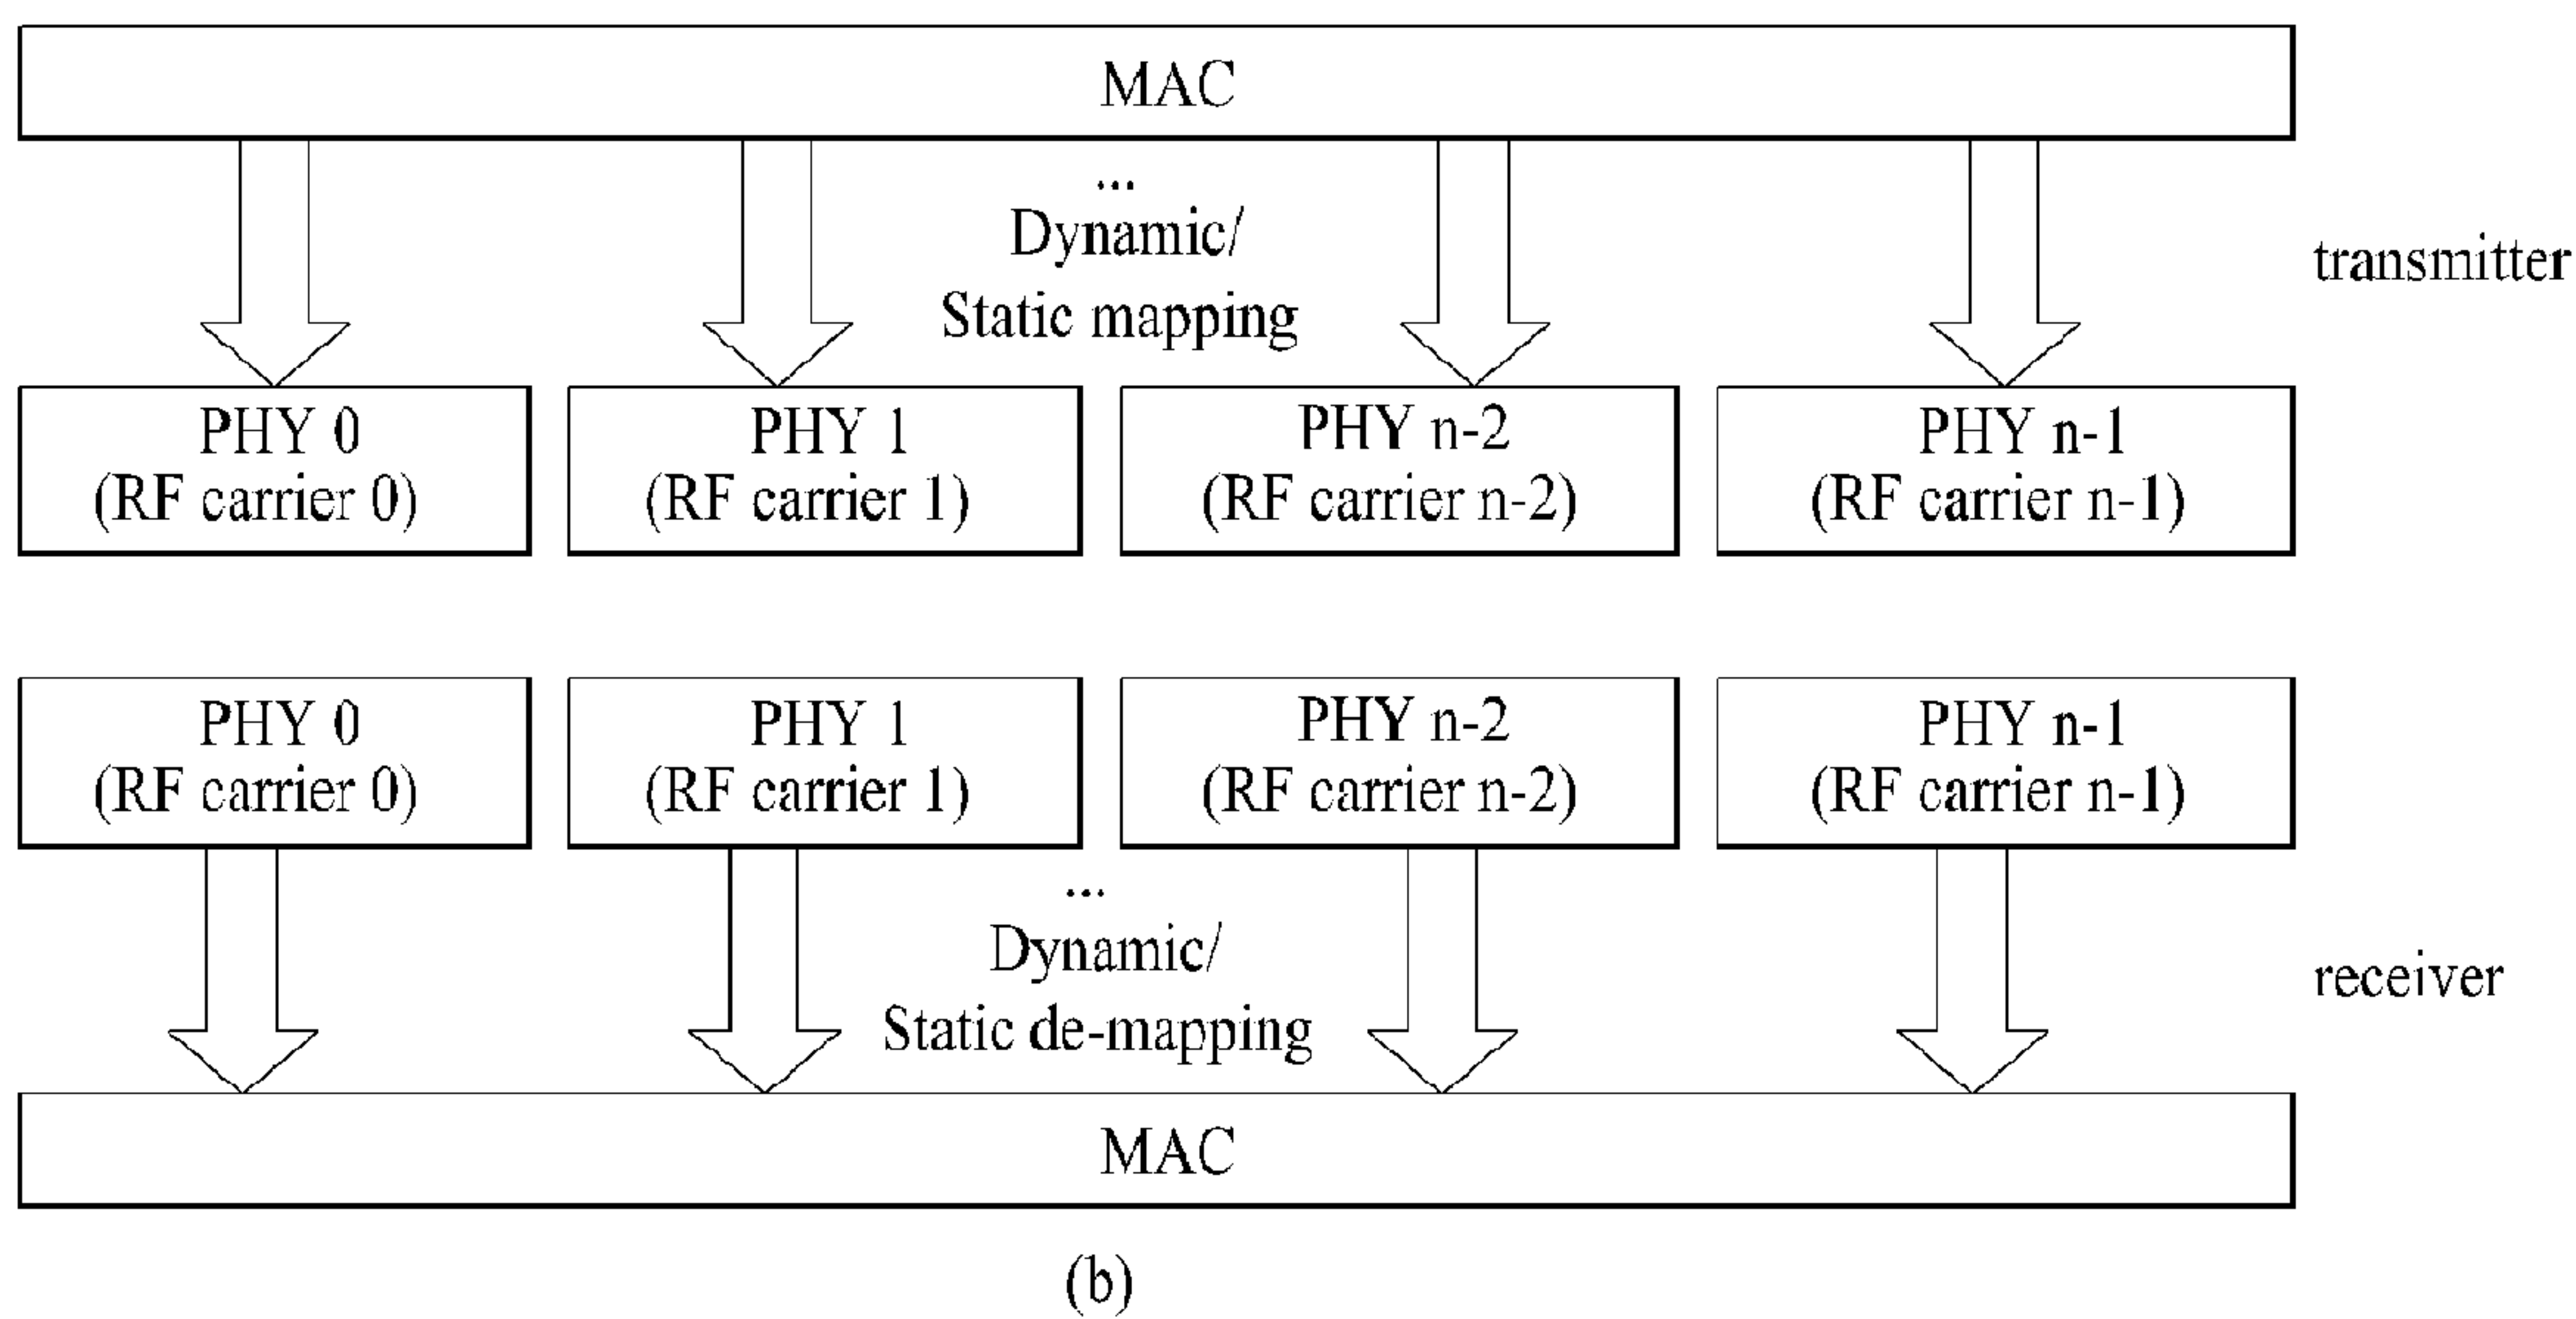 MAC
...
Dynamic/
Static mapping
transmitter
PHY 0
(RF carrier 0)
PHY 1
(RF carrier 1)
PHY n-2
(RF carrier n-2)
PHY n-1
(RF carrier n-1)
PHY 0
(RF carrier 0)
PHY 1
(RF carrier 1)
PHY n-2
(RF carrier n-2)
PHY n-1
(RF carrier n-1)
...
Dynamic/
Static de-mapping
receiver
MAC
(b)